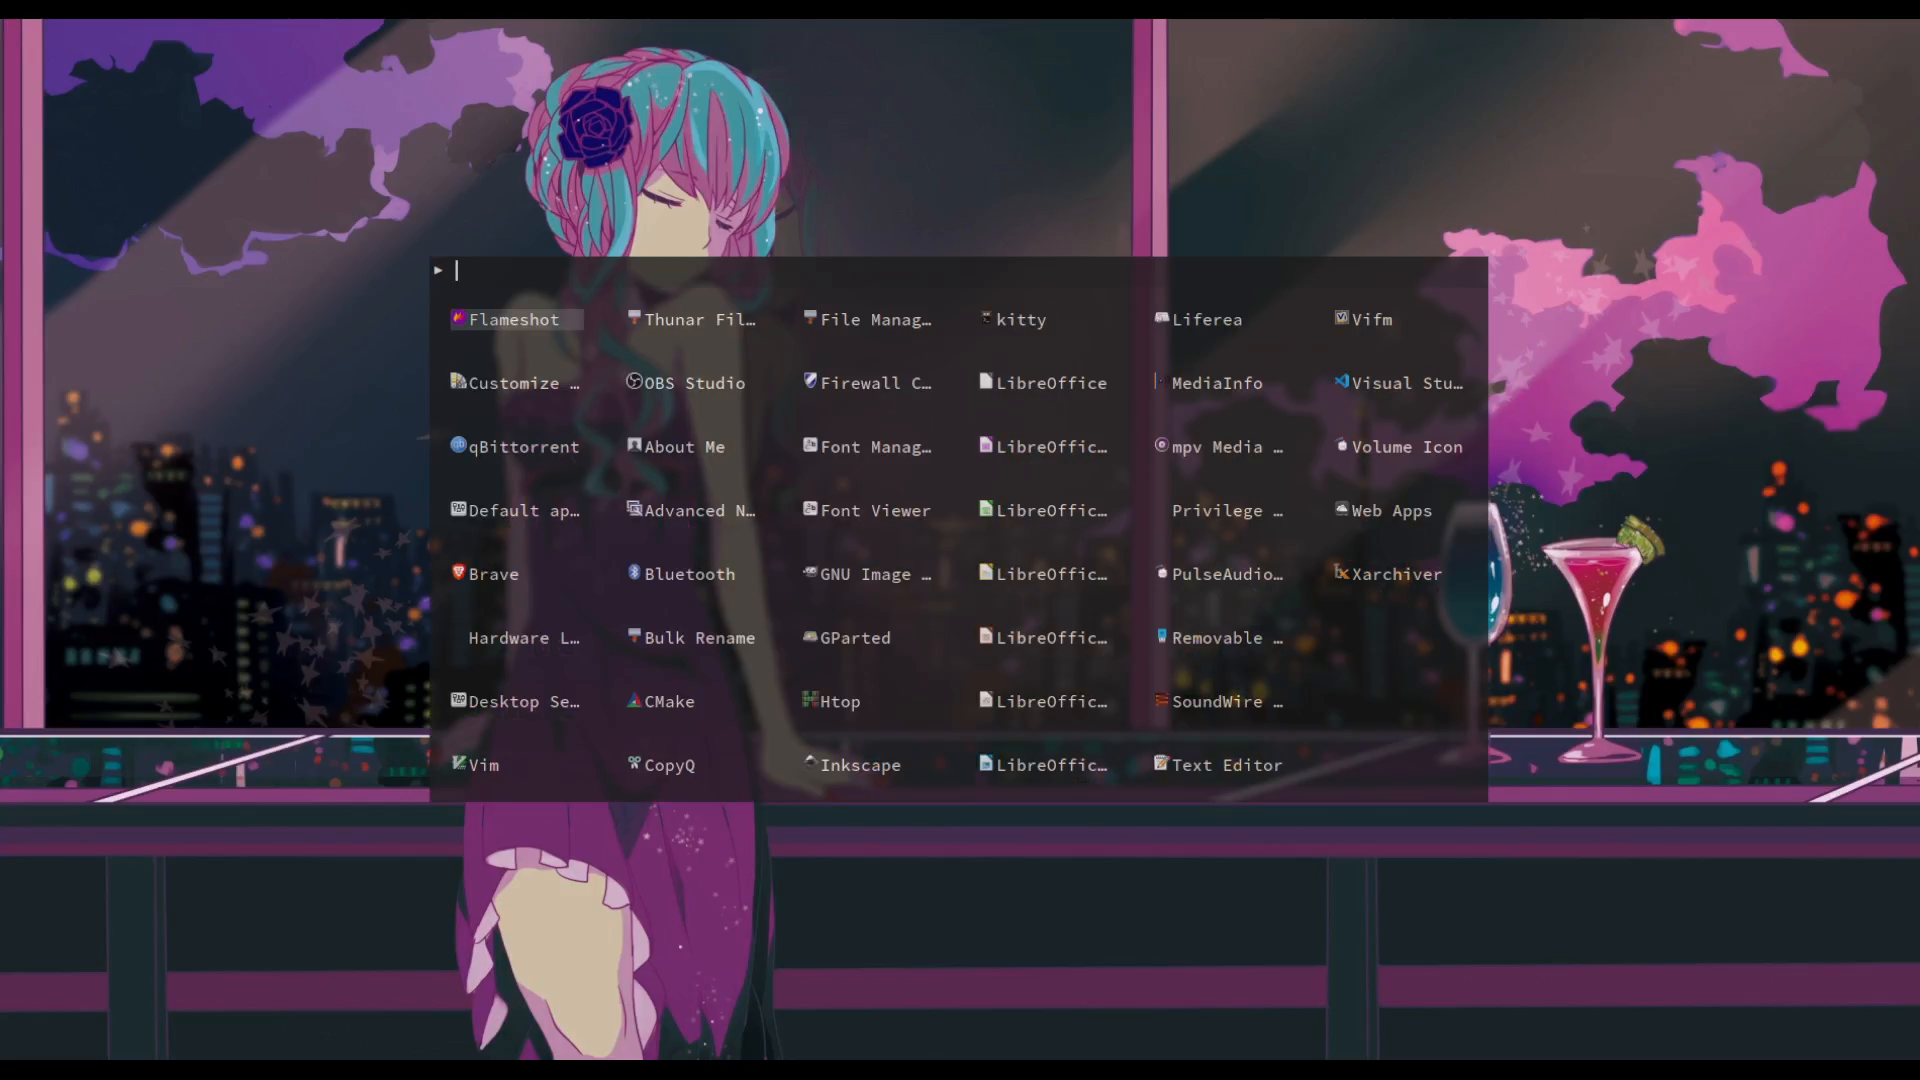 Flameshot Thunar Fil… File Manag… kitty Liferea Vifm
Customize … OBS Studio Firewall C… LibreOffice MediaInfo Visual Stu…
qBittorrent About Me Font Manag… LibreOffic… mpv Media … Volume Icon
Default ap… Advanced N… Font Viewer LibreOffic… Privilege … Web Apps
Brave Bluetooth GNU Image … LibreOffic… PulseAudio… Xarchiver
Hardware L… Bulk Rename GParted LibreOffic… Removable …
Desktop Se… CMake Htop LibreOffic… SoundWire …
Vim CopyQ Inkscape LibreOffic… Text Editor